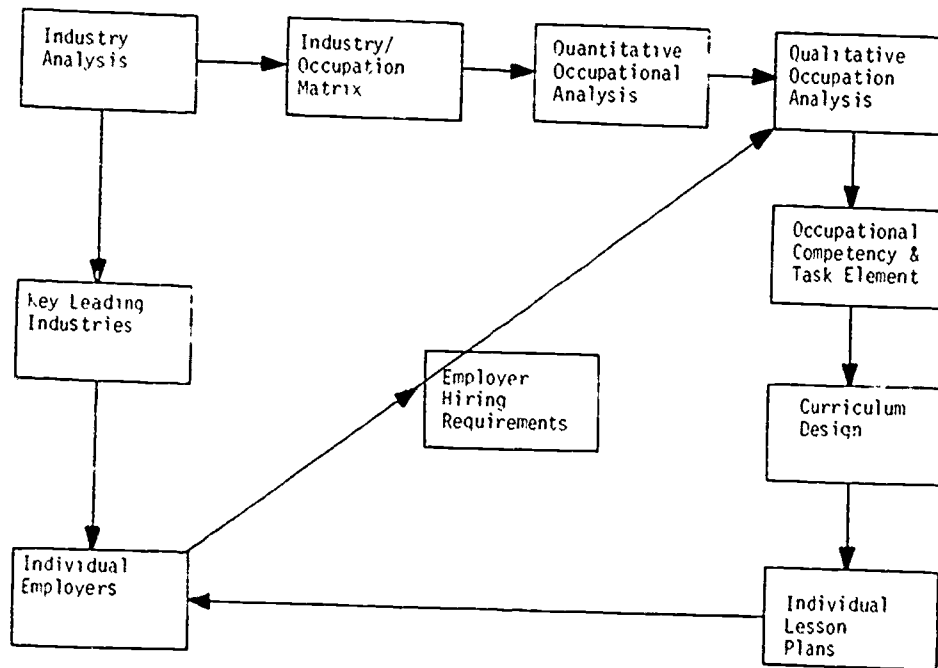 Industry
Analysis
Industry/
Occupation
Matrix
Quantitative
Occupational
Analysis
Qualitative
Occupation
Analysis
Occupational
Competency &
Task Element
Key Leading
Industries
Employer
Hiring
Requirements
Curriculum
Design
Individual
Employers
Individual
Lesson
Plans